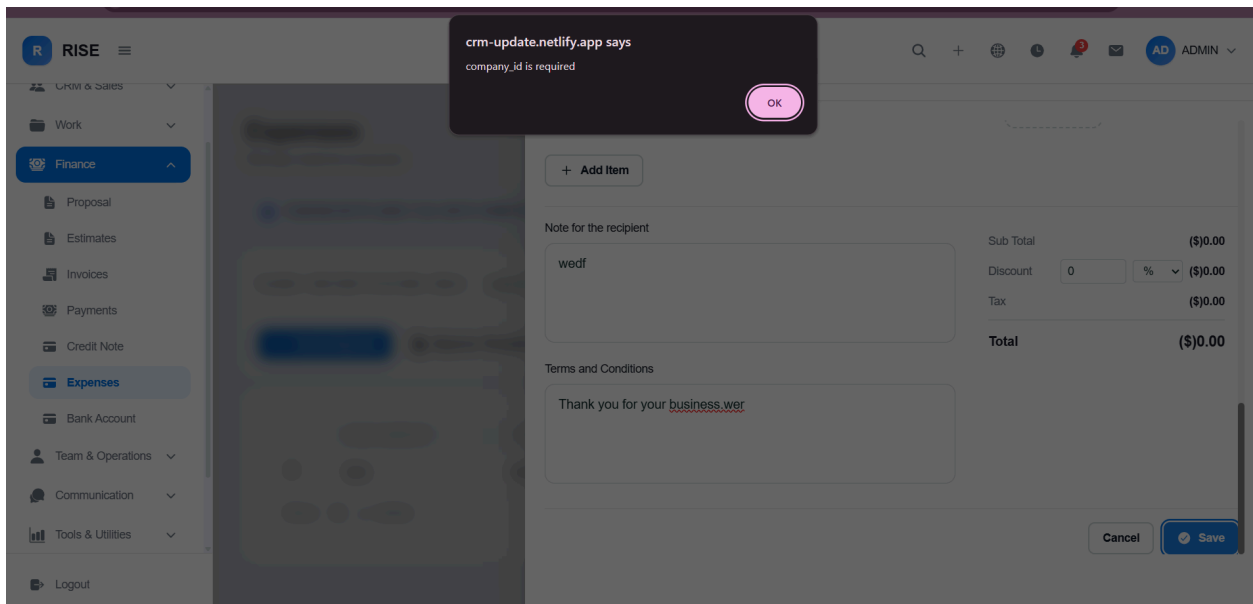 crm-update.netlify.app says
company_id is required
OK
R RISE
3
AD ADMIN
CRM & Sales
Work
Finance
Proposal
Estimates
Invoices
Payments
Credit Note
Expenses
Bank Account
Team & Operations
Communication
Tools & Utilities
Logout
Expenses
+ Add Item
Note for the recipient
wedf
Terms and Conditions
Thank you for your business.wer
Sub Total ($)0.00
Discount 0 % ($)0.00
Tax ($)0.00
Total ($)0.00
Cancel Save